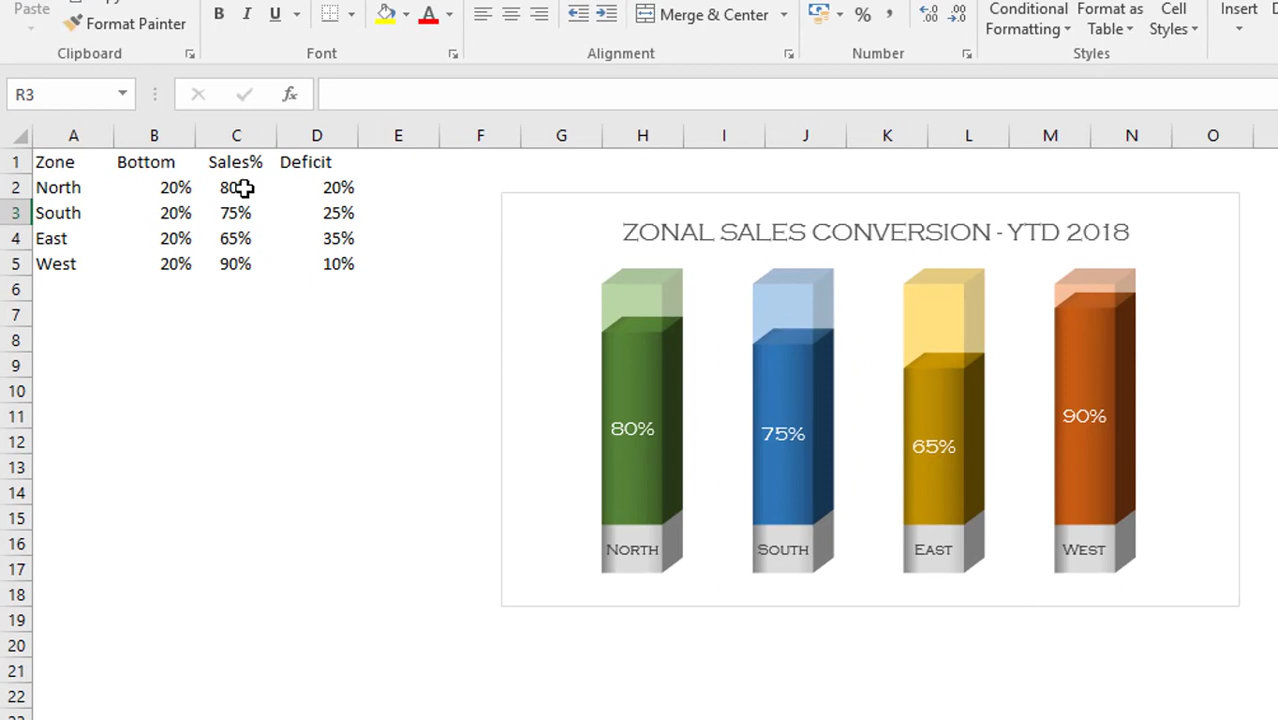 Paste
Format Painter
B I U A
Merge & Center
% ,
.00 .0
Conditional Formatting
Format as Table
Cell Styles
Insert
Clipboard
Font
Alignment
Number
Styles
R3
fx
A B C D E F G H I J K L M N O
1 Zone Bottom Sales% Deficit
2 North 20% 80 20%
3 South 20% 75% 25%
4 East 20% 65% 35%
5 West 20% 90% 10%
6
7
8
9
10
11
12
13
14
15
16
17
18
19
20
21
22
ZONAL SALES CONVERSION - YTD 2018
80% 75% 65% 90%
North South East West